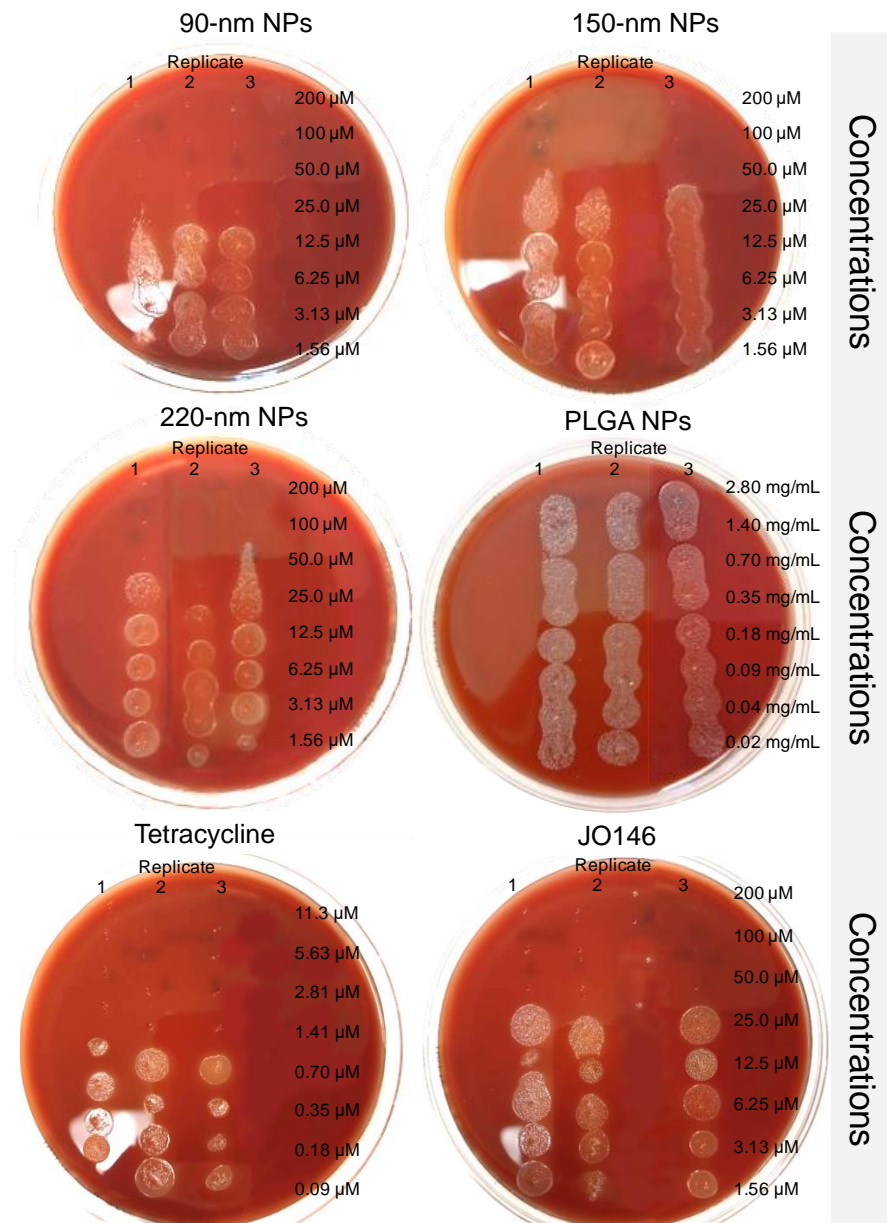 90-nm NPs
Replicate
1 2 3
200 µM
100 µM
50.0 µM
25.0 µM
12.5 µM
6.25 µM
3.13 µM
1.56 µM
150-nm NPs
Replicate
1 2 3
200 µM
100 µM
50.0 µM
25.0 µM
12.5 µM
6.25 µM
3.13 µM
1.56 µM
Concentrations
220-nm NPs
Replicate
1 2 3
200 µM
100 µM
50.0 µM
25.0 µM
12.5 µM
6.25 µM
3.13 µM
1.56 µM
PLGA NPs
Replicate
1 2 3
2.80 mg/mL
1.40 mg/mL
0.70 mg/mL
0.35 mg/mL
0.18 mg/mL
0.09 mg/mL
0.04 mg/mL
0.02 mg/mL
Concentrations
Tetracycline
Replicate
1 2 3
11.3 µM
5.63 µM
2.81 µM
1.41 µM
0.70 µM
0.35 µM
0.18 µM
0.09 µM
JO146
Replicate
1 2 3
200 µM
100 µM
50.0 µM
25.0 µM
12.5 µM
6.25 µM
3.13 µM
1.56 µM
Concentrations